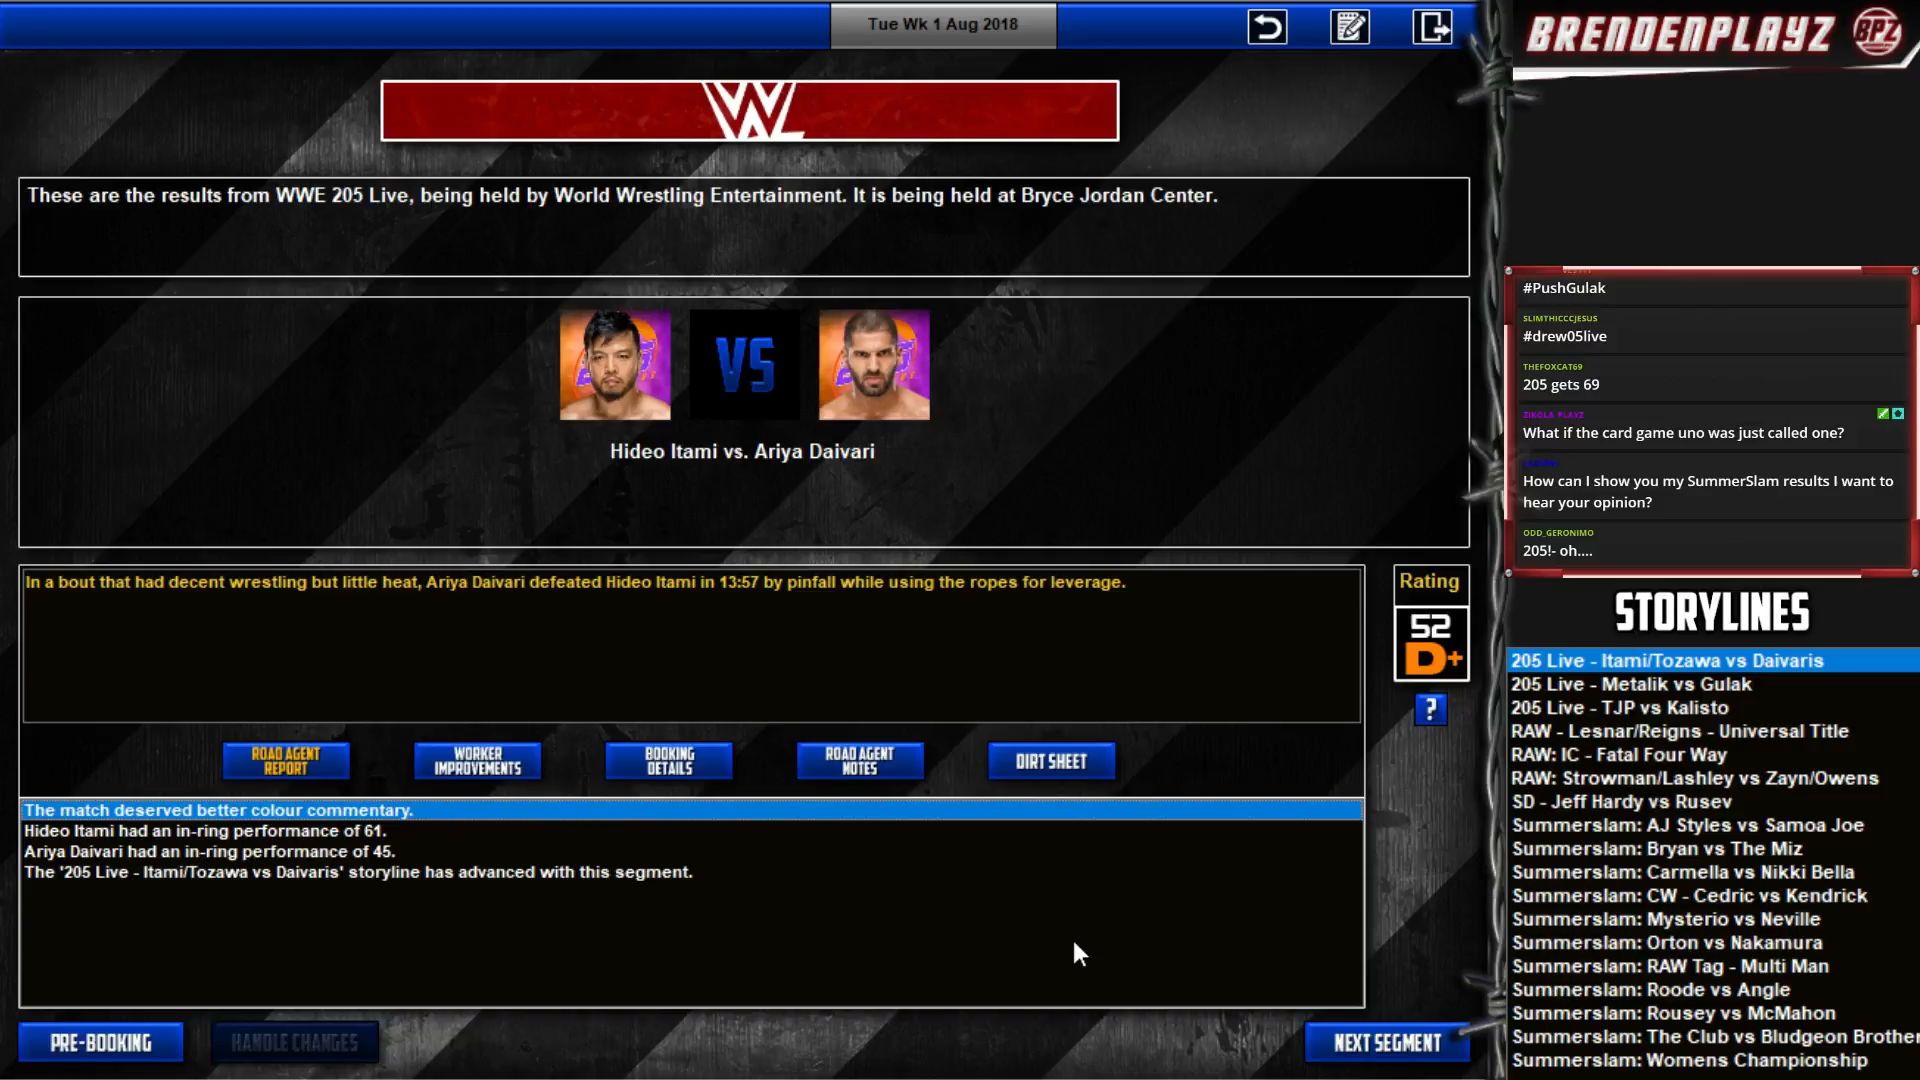 Tue Wk 1 Aug 2018
BRENDENPLAYZ
BPZ
These are the results from WWE 205 Live, being held by World Wrestling Entertainment. It is being held at Bryce Jordan Center.
VS
Hideo Itami vs. Ariya Daivari
#PushGulak
SLIMTHICCCJESUS
#drew05live
THEFOXCAT69
205 gets 69
ZIKOLA_PLAYZ
What if the card game uno was just called one?
How can I show you my SummerSlam results I want to
hear your opinion?
ODD_GERONIMO
205!- oh....
In a bout that had decent wrestling but little heat, Ariya Daivari defeated Hideo Itami in 13:57 by pinfall while using the ropes for leverage.
Rating
52
D+
?
ROAD AGENT
REPORT
WORKER
IMPROVEMENTS
BOOKING
DETAILS
ROAD AGENT
NOTES
DIRT SHEET
The match deserved better colour commentary.
Hideo Itami had an in-ring performance of 61.
Ariya Daivari had an in-ring performance of 45.
The '205 Live - Itami/Tozawa vs Daivaris' storyline has advanced with this segment.
PRE-BOOKING
HANDLE CHANGES
NEXT SEGMENT
STORYLINES
205 Live - Itami/Tozawa vs Daivaris
205 Live - Metalik vs Gulak
205 Live - TJP vs Kalisto
RAW - Lesnar/Reigns - Universal Title
RAW: IC - Fatal Four Way
RAW: Strowman/Lashley vs Zayn/Owens
SD - Jeff Hardy vs Rusev
Summerslam: AJ Styles vs Samoa Joe
Summerslam: Bryan vs The Miz
Summerslam: Carmella vs Nikki Bella
Summerslam: CW - Cedric vs Kendrick
Summerslam: Mysterio vs Neville
Summerslam: Orton vs Nakamura
Summerslam: RAW Tag - Multi Man
Summerslam: Roode vs Angle
Summerslam: Rousey vs McMahon
Summerslam: The Club vs Bludgeon Brother
Summerslam: Womens Championship